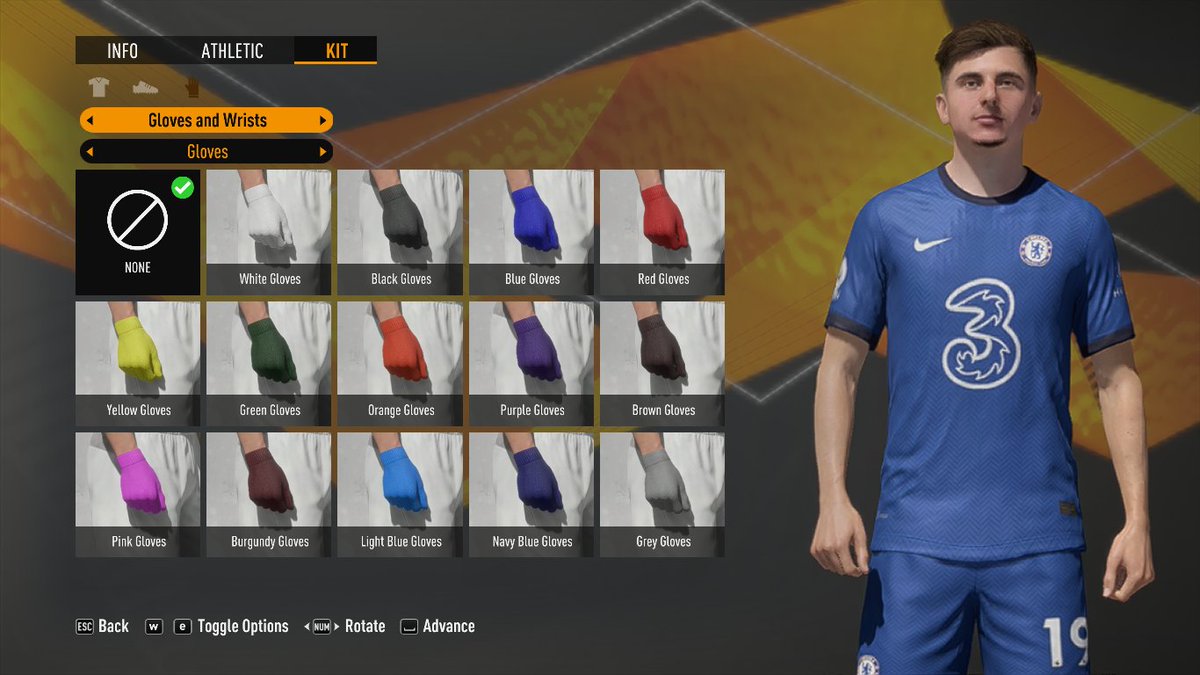 INFO ATHLETIC KIT
Gloves and Wrists
Gloves
NONE
White Gloves
Black Gloves
Blue Gloves
Red Gloves
Yellow Gloves
Green Gloves
Orange Gloves
Purple Gloves
Brown Gloves
Pink Gloves
Burgundy Gloves
Light Blue Gloves
Navy Blue Gloves
Grey Gloves
ESC Back w e Toggle Options NUM Rotate Advance
3
19